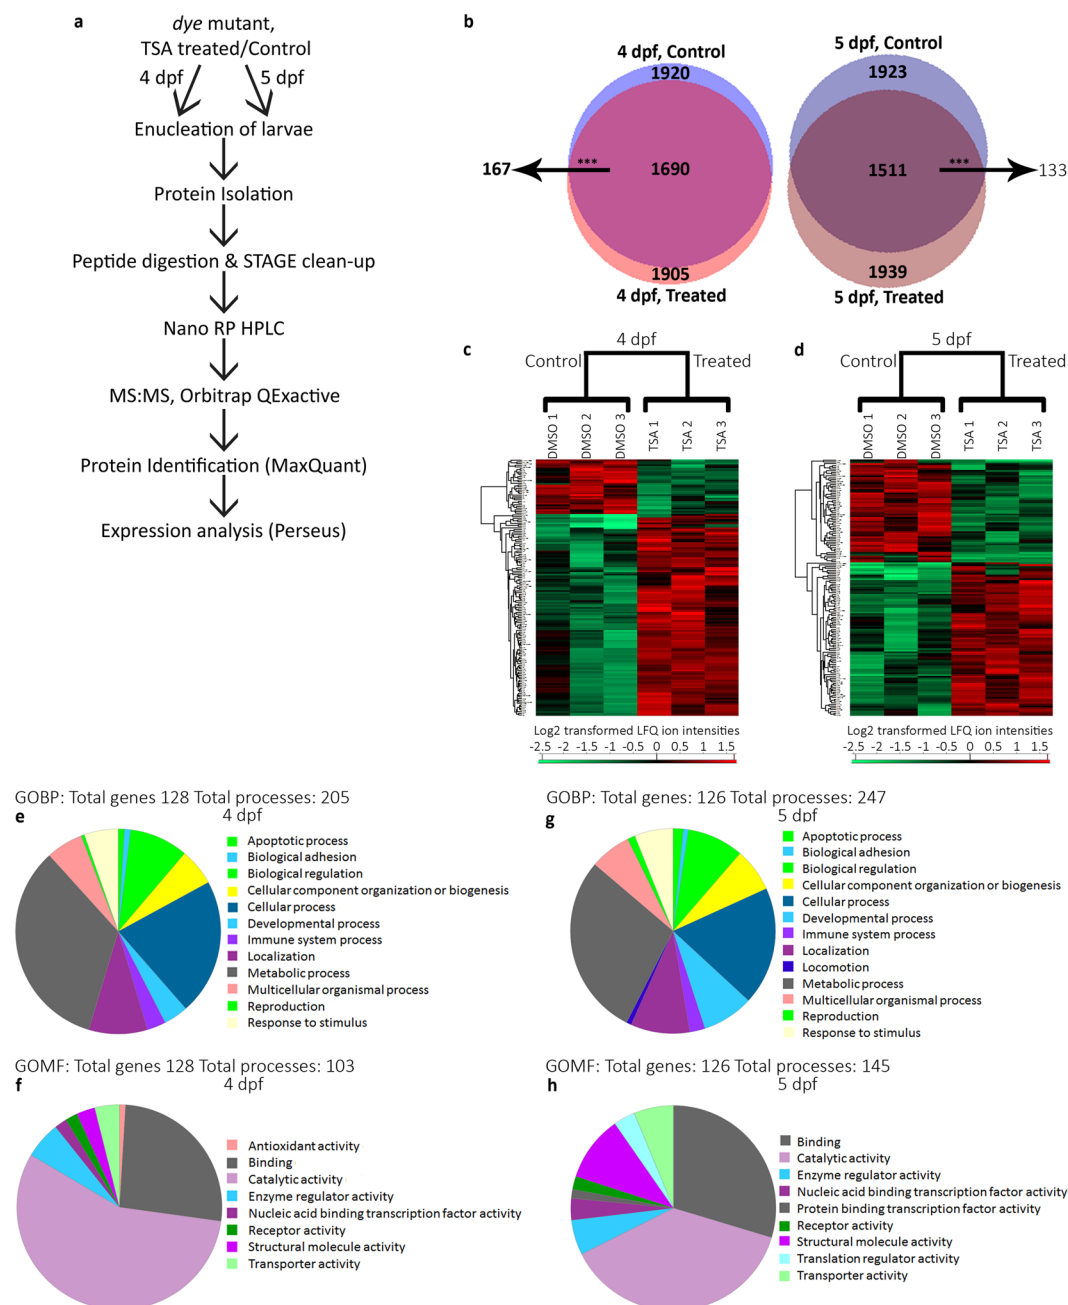 a
dye mutant,
TSA treated/Control
4 dpf
5 dpf
Enucleation of larvae
Protein Isolation
Peptide digestion & STAGE clean-up
Nano RP HPLC
MS:MS, Orbitrap QExactive
Protein Identification (MaxQuant)
Expression analysis (Perseus)
b
4 dpf, Control
1920
167
***
1690
1905
4 dpf, Treated
5 dpf, Control
1923
1511
***
133
1939
5 dpf, Treated
c
4 dpf
Control
Treated
DMSO 1
DMSO 2
DMSO 3
TSA 1
TSA 2
TSA 3
Log2 transformed LFQ ion intensities
-2.5 -2 -1.5 -1 -0.5 0 0.5 1 1.5
d
5 dpf
Control
Treated
DMSO 1
DMSO 2
DMSO 3
TSA 1
TSA 2
TSA 3
Log2 transformed LFQ ion intensities
-2.5 -2 -1.5 -1 -0.5 0 0.5 1 1.5
GOBP: Total genes 128 Total processes: 205
e
4 dpf
Apoptotic process
Biological adhesion
Biological regulation
Cellular component organization or biogenesis
Cellular process
Developmental process
Immune system process
Localization
Metabolic process
Multicellular organismal process
Reproduction
Response to stimulus
GOBP: Total genes: 126 Total processes: 247
g
5 dpf
Apoptotic process
Biological adhesion
Biological regulation
Cellular component organization or biogenesis
Cellular process
Developmental process
Immune system process
Localization
Locomotion
Metabolic process
Multicellular organismal process
Reproduction
Response to stimulus
GOMF: Total genes 128 Total processes: 103
f
4 dpf
Antioxidant activity
Binding
Catalytic activity
Enzyme regulator activity
Nucleic acid binding transcription factor activity
Receptor activity
Structural molecule activity
Transporter activity
GOMF: Total genes: 126 Total processes: 145
h
5 dpf
Binding
Catalytic activity
Enzyme regulator activity
Nucleic acid binding transcription factor activity
Protein binding transcription factor activity
Receptor activity
Structural molecule activity
Translation regulator activity
Transporter activity